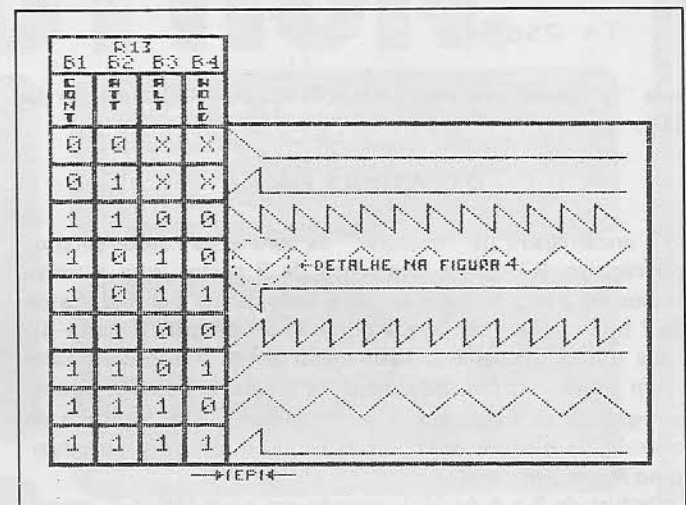 R13
B1 B2 B3 B4
CONT ATT ALT HOLD
0 0 X X
0 1 X X
1 1 0 0
1 0 1 0 DETALHE NA FIGURA 4
1 0 1 1
1 1 0 0
1 1 0 1
1 1 1 0
1 1 1 1
EP